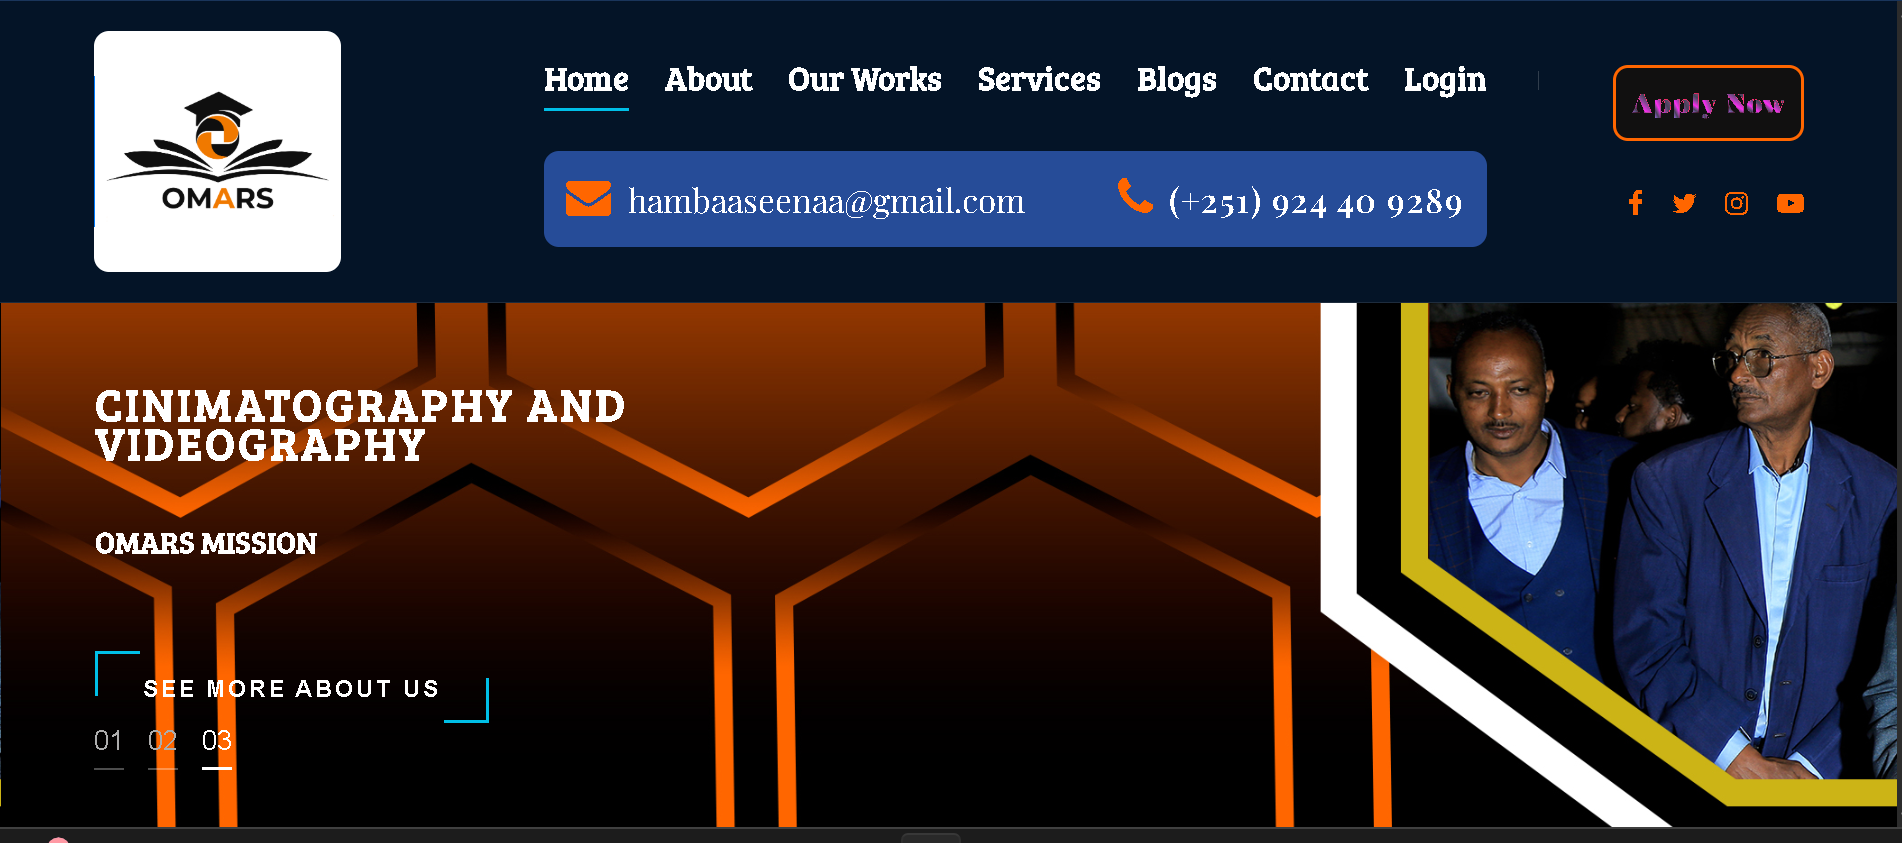 OMARS
Home About Our Works Services Blogs Contact Login
Apply Now
hambaaseenaa@gmail.com (+251) 924 40 9289
CINIMATOGRAPHY AND
VIDEOGRAPHY
OMARS MISSION
SEE MORE ABOUT US
01 02 03